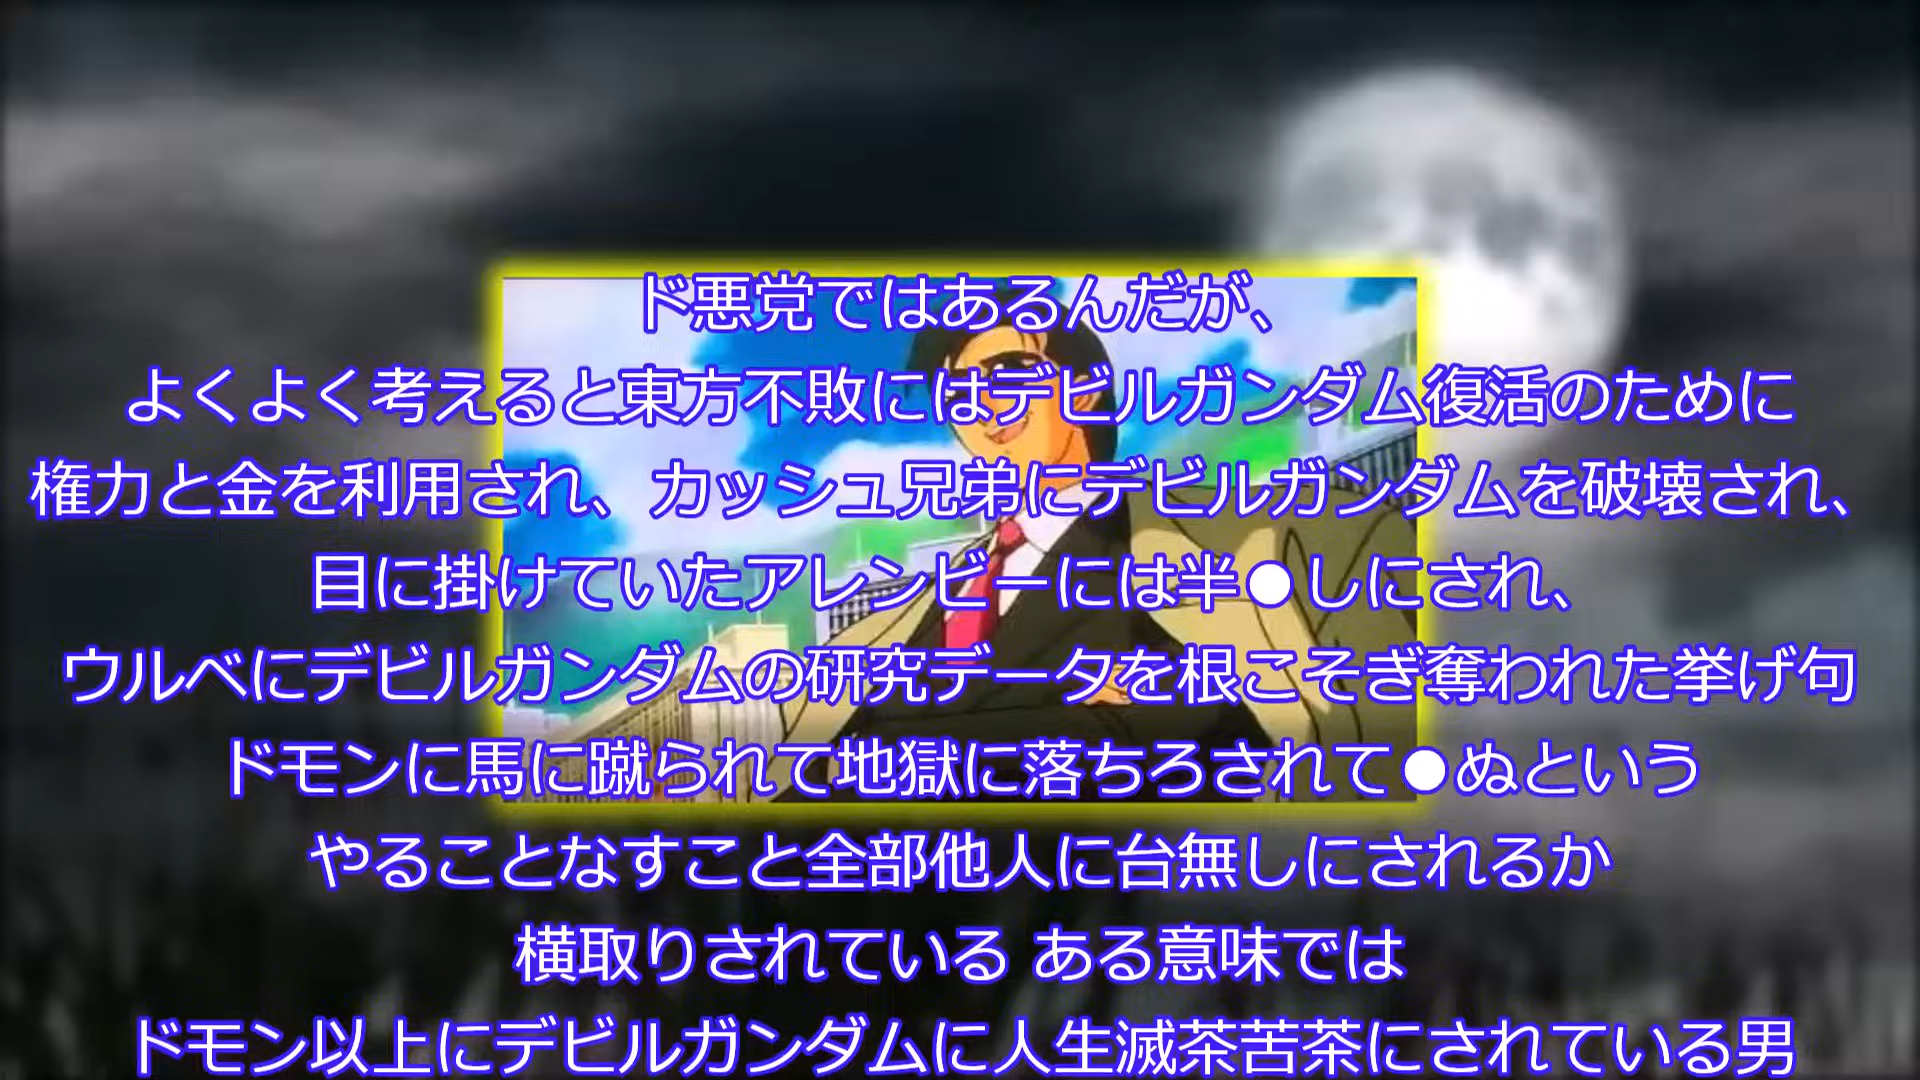 ド悪党ではあるんだが、
よくよく考えると東方不敗にはデビルガンダム復活のために
権力と金を利用され、カッシュ兄弟にデビルガンダムを破壊され、
目に掛けていたアレンビーには半●しにされ、
ウルベにデビルガンダムの研究データを根こそぎ奪われた挙げ句
ドモンに馬に蹴られて地獄に落ちろされて●ぬという
やることなすこと全部他人に台無しにされるか
横取りされている ある意味では
ドモン以上にデビルガンダムに人生滅茶苦茶にされている男